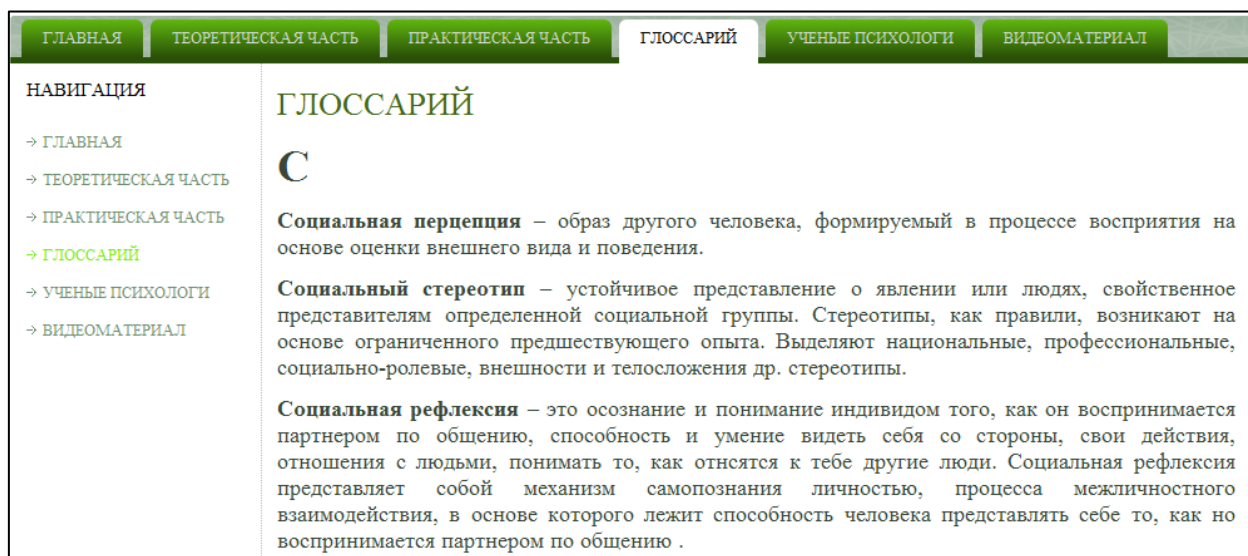 ГЛАВНАЯ ТЕОРЕТИЧЕСКАЯ ЧАСТЬ ПРАКТИЧЕСКАЯ ЧАСТЬ ГЛОССАРИЙ УЧЕНЫЕ ПСИХОЛОГИ ВИДЕОМАТЕРИАЛ
НАВИГАЦИЯ
→ ГЛАВНАЯ
→ ТЕОРЕТИЧЕСКАЯ ЧАСТЬ
→ ПРАКТИЧЕСКАЯ ЧАСТЬ
→ ГЛОССАРИЙ
→ УЧЕНЫЕ ПСИХОЛОГИ
→ ВИДЕОМАТЕРИАЛ
ГЛОССАРИЙ
С
Социальная перцепция – образ другого человека, формируемый в процессе восприятия на
основе оценки внешнего вида и поведения.
Социальный стереотип – устойчивое представление о явлении или людях, свойственное
представителям определенной социальной группы. Стереотипы, как правили, возникают на
основе ограниченного предшествующего опыта. Выделяют национальные, профессиональные,
социально-ролевые, внешности и телосложения др. стереотипы.
Социальная рефлексия – это осознание и понимание индивидом того, как он воспринимается
партнером по общению, способность и умение видеть себя со стороны, свои действия,
отношения с людьми, понимать то, как отнсятся к тебе другие люди. Социальная рефлексия
представляет собой механизм самопознания личностью, процесса межличностного
взаимодействия, в основе которого лежит способность человека представлять себе то, как но
воспринимается партнером по общению .